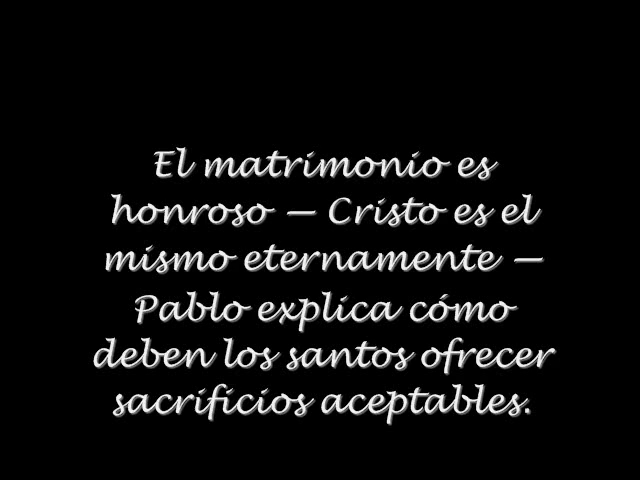 El matrimonio es
honroso — Cristo es el
mismo eternamente —
Pablo explica cómo
deben los santos ofrecer
sacrificios aceptables.